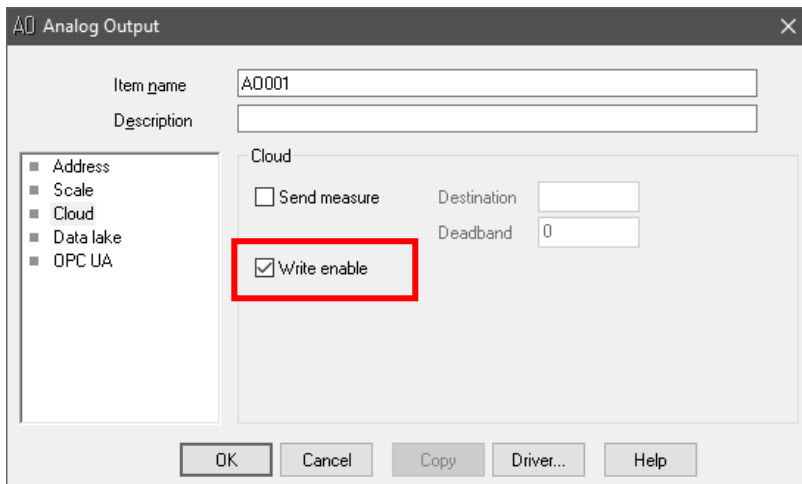 AO Analog Output
Item name AO001
Description
Address
Scale
Cloud
Data lake
OPC UA
Cloud
Send measure Destination
Deadband 0
Write enable
OK Cancel Copy Driver... Help